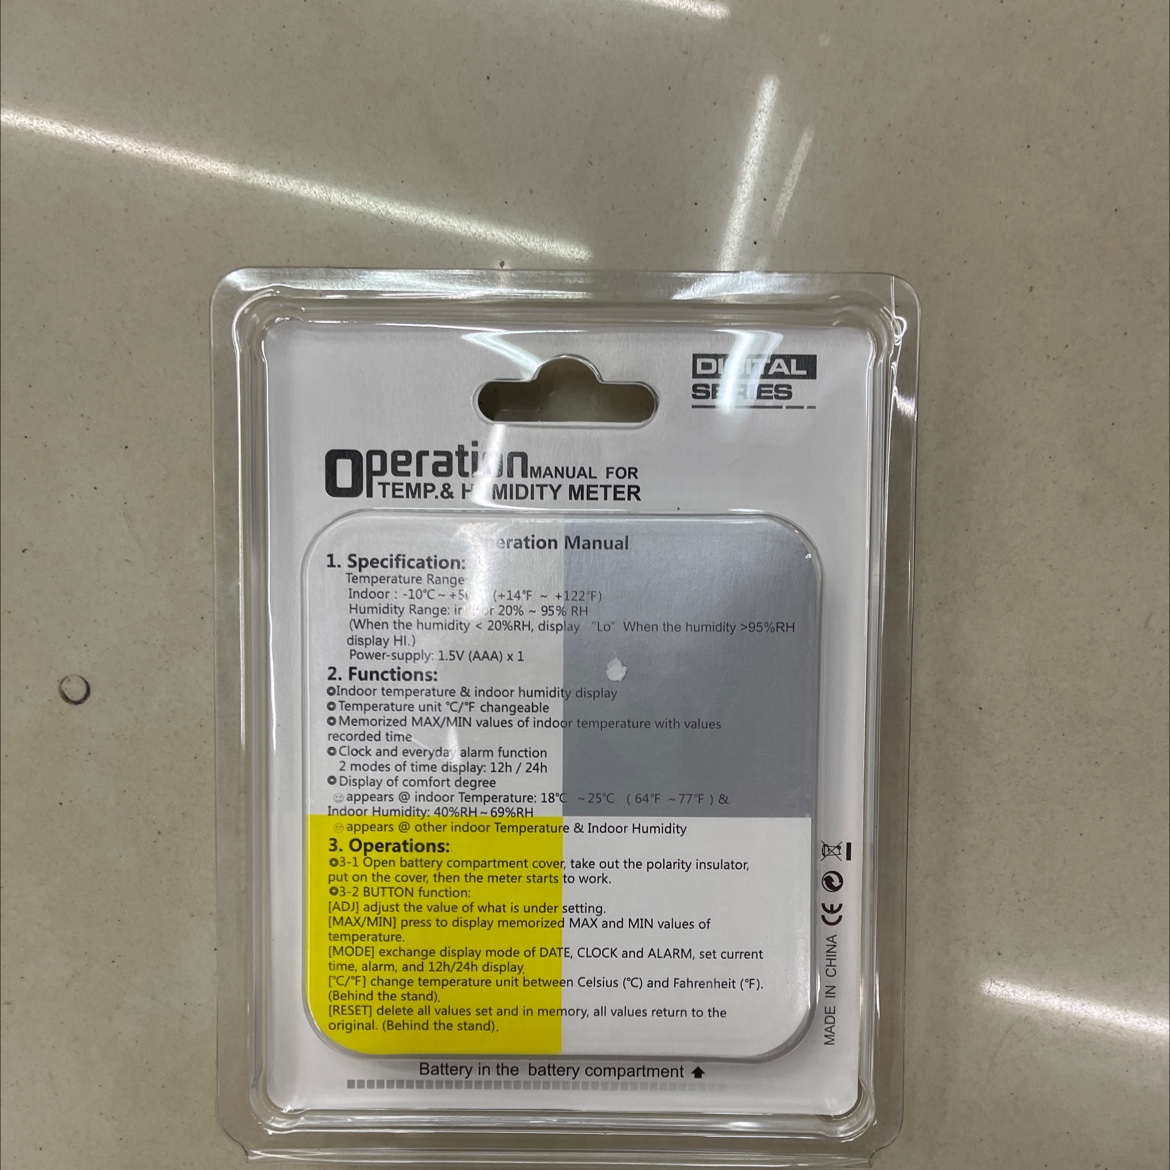 DIGITAL
SERIES
Operation MANUAL FOR
TEMP.& HUMIDITY METER
Operation Manual
1. Specification:
Temperature Range
Indoor : -10℃ ~ (+14℉ ~ +122℉)
Humidity Range: indoor 20% ~ 95% RH
(When the humidity < 20%RH, display "Lo" When the humidity >95%RH
display HI.)
Power-supply: 1.5V (AAA) x 1
2. Functions:
Indoor temperature & indoor humidity display
Temperature unit ℃/℉ changeable
Memorized MAX/MIN values of indoor temperature with values
recorded time
Clock and everyday alarm function
2 modes of time display: 12h / 24h
Display of comfort degree
appears @ indoor Temperature: 18℃ ~25℃ ( 64℉ ~77℉ ) &
Indoor Humidity: 40%RH~69%RH
appears @ other indoor Temperature & Indoor Humidity
3. Operations:
3-1 Open battery compartment cover, take out the polarity insulator,
put on the cover, then the meter starts to work.
3-2 BUTTON function:
[ADJ] adjust the value of what is under setting.
[MAX/MIN] press to display memorized MAX and MIN values of
temperature.
[MODE] exchange display mode of DATE, CLOCK and ALARM, set current
time, alarm, and 12h/24h display.
[℃/℉] change temperature unit between Celsius (℃) and Fahrenheit (℉).
(Behind the stand).
[RESET] delete all values set and in memory, all values return to the
original. (Behind the stand).
Battery in the battery compartment
MADE IN CHINA CE